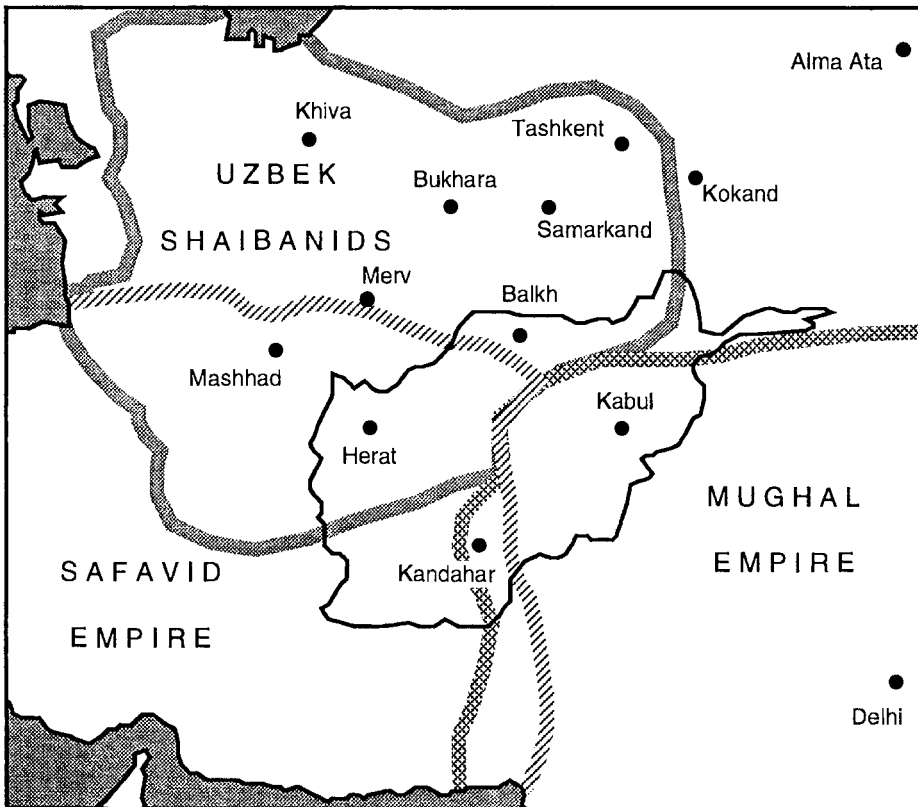 Alma Ata
Khiva
Tashkent
UZBEK
Bukhara
Kokand
Samarkand
SHAIBANIDS
Merv
Balkh
Mashhad
Kabul
Herat
MUGHAL
EMPIRE
SAFAVID
EMPIRE
Kandahar
Delhi